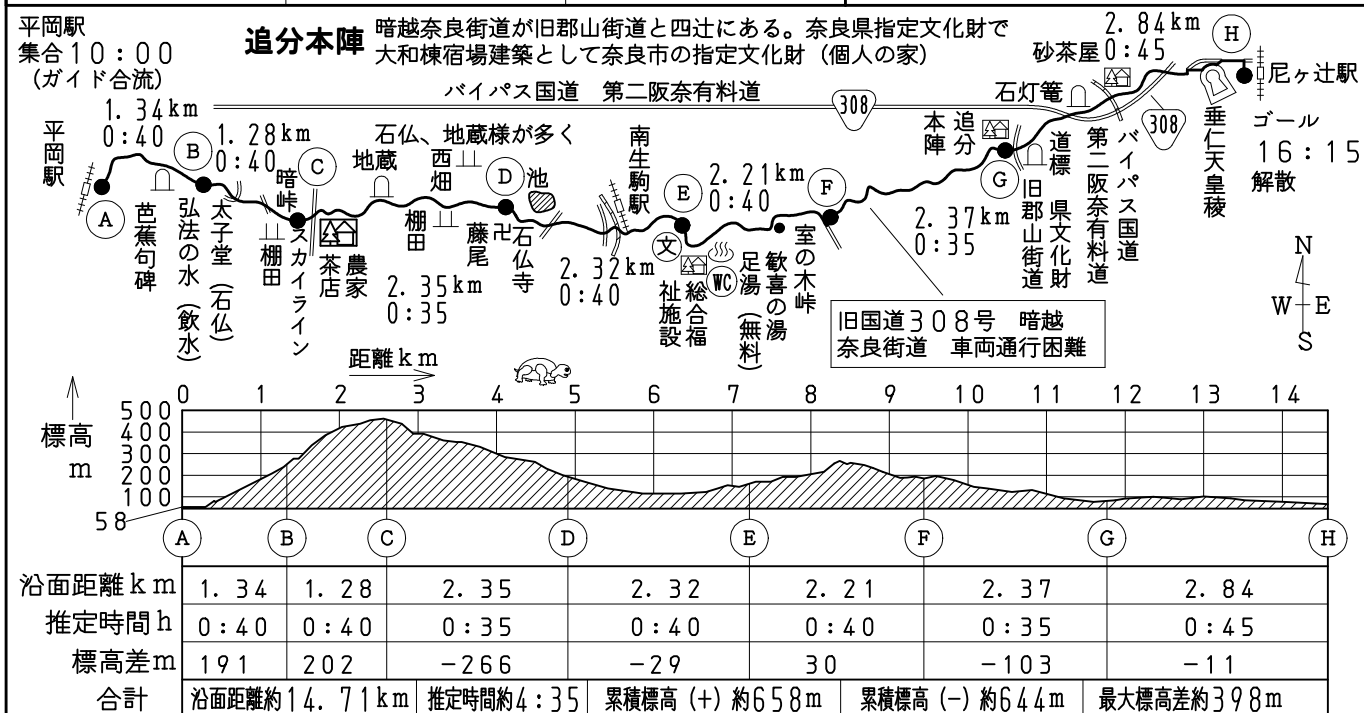 平岡駅
集合10:00
(ガイド合流)
追分本陣
暗越奈良街道が旧郡山街道と四辻にある。奈良県指定文化財で
大和棟宿場建築として奈良市の指定文化財(個人の家)
バイパス国道 第二阪奈有料道
308
2.84km
0:45
砂茶屋
H
尼ヶ辻駅
ゴール
16:15
解散
垂仁天皇陵
308
バイパス国道
第二阪奈有料道
石灯篭
追分
本陣
G
道標 県文化財
旧郡山街道
平岡駅
A
1.34km
0:40
芭蕉句碑
B
弘法の水(飲水)
太子堂(石仏)
1.28km
0:40
棚田
暗峠
C
スカイライン
農家
茶店
地蔵
石仏、地蔵様が多く
西畑
棚田
2.35km
0:35
藤尾
D
池
卍
石仏寺
2.32km
0:40
南生駒駅
文
E
総合福
祉施設
WC
2.21km
0:40
歓喜の湯
足湯(無料)
室の木峠
F
2.37km
0:35
旧国道308号 暗越
奈良街道 車両通行困難
N
W E
S
距離km
0 1 2 3 4 5 6 7 8 9 10 11 12 13 14
標高
m
500
400
300
200
100
58
A B C D E F G H
沿面距離km 1.34 1.28 2.35 2.32 2.21 2.37 2.84
推定時間h 0:40 0:40 0:35 0:40 0:40 0:35 0:45
標高差m 191 202 -266 -29 30 -103 -11
合計 沿面距離約14.71km 推定時間約4:35 累積標高(+)約658m 累積標高(-)約644m 最大標高差約398m